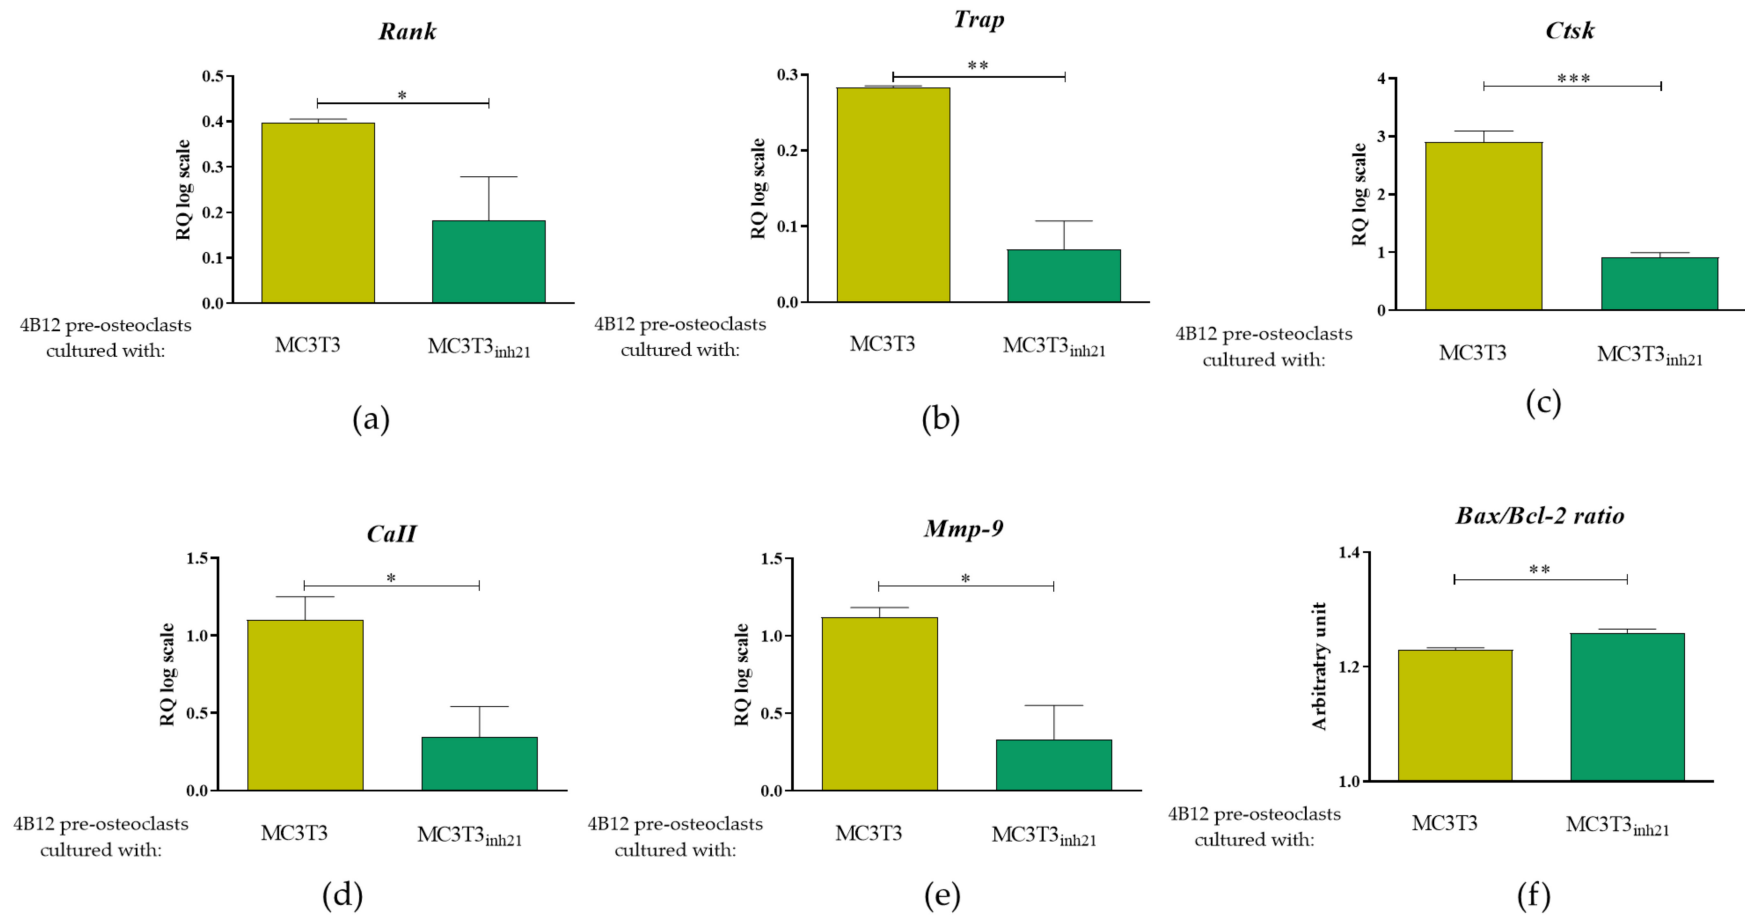 Rank
0.5
*
0.4
0.3
0.2
0.1
0.0
RQ log scale
4B12 pre-osteoclasts
cultured with:
MC3T3
MC3T3inh21
(a)
Trap
0.3
**
0.2
0.1
0.0
RQ log scale
4B12 pre-osteoclasts
cultured with:
MC3T3
MC3T3inh21
(b)
Ctsk
4
***
3
2
1
0
RQ log scale
4B12 pre-osteoclasts
cultured with:
MC3T3
MC3T3inh21
(c)
CaII
1.5
*
1.0
0.5
0.0
RQ log scale
4B12 pre-osteoclasts
cultured with:
MC3T3
MC3T3inh21
(d)
Mmp-9
1.5
*
1.0
0.5
0.0
RQ log scale
4B12 pre-osteoclasts
cultured with:
MC3T3
MC3T3inh21
(e)
Bax/Bcl-2 ratio
1.4
**
1.2
1.0
Arbitratry unit
4B12 pre-osteoclasts
cultured with:
MC3T3
MC3T3inh21
(f)